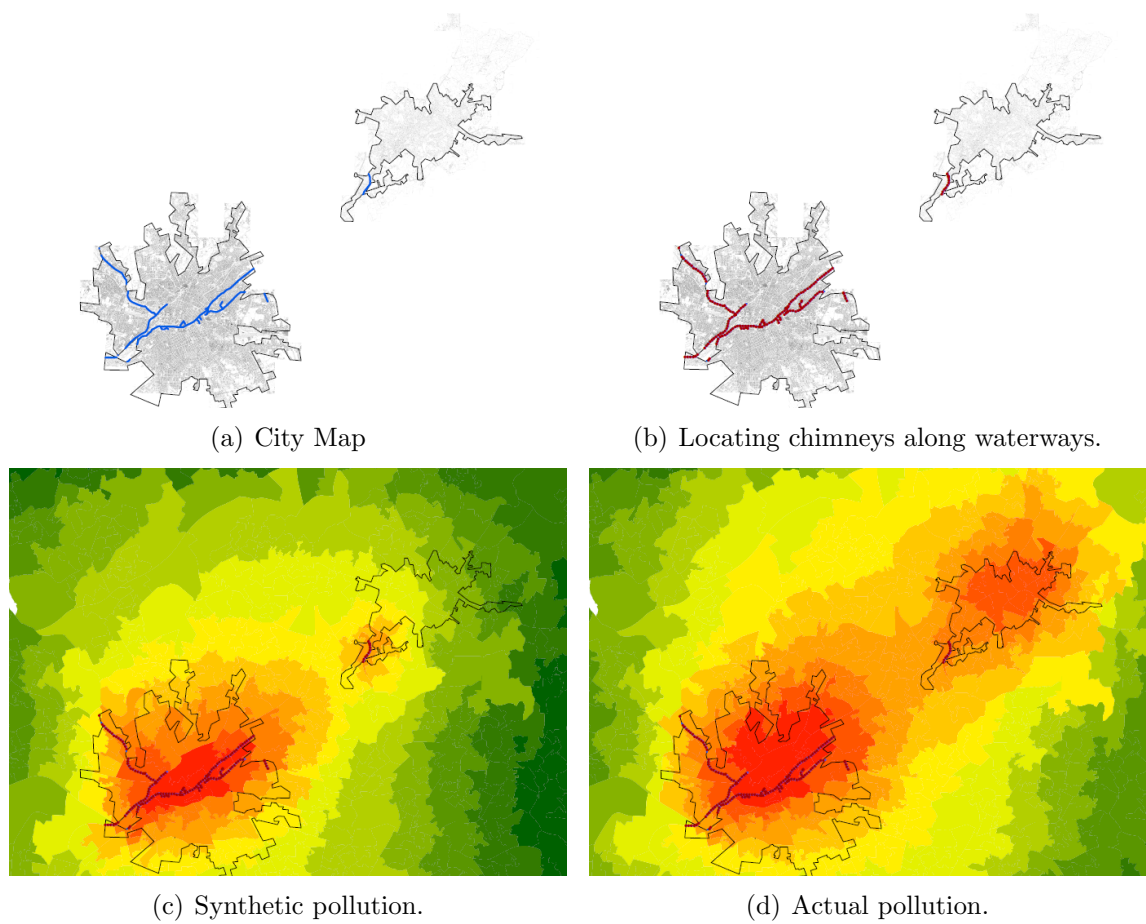 (a) City Map
(b) Locating chimneys along waterways.
(c) Synthetic pollution.
(d) Actual pollution.